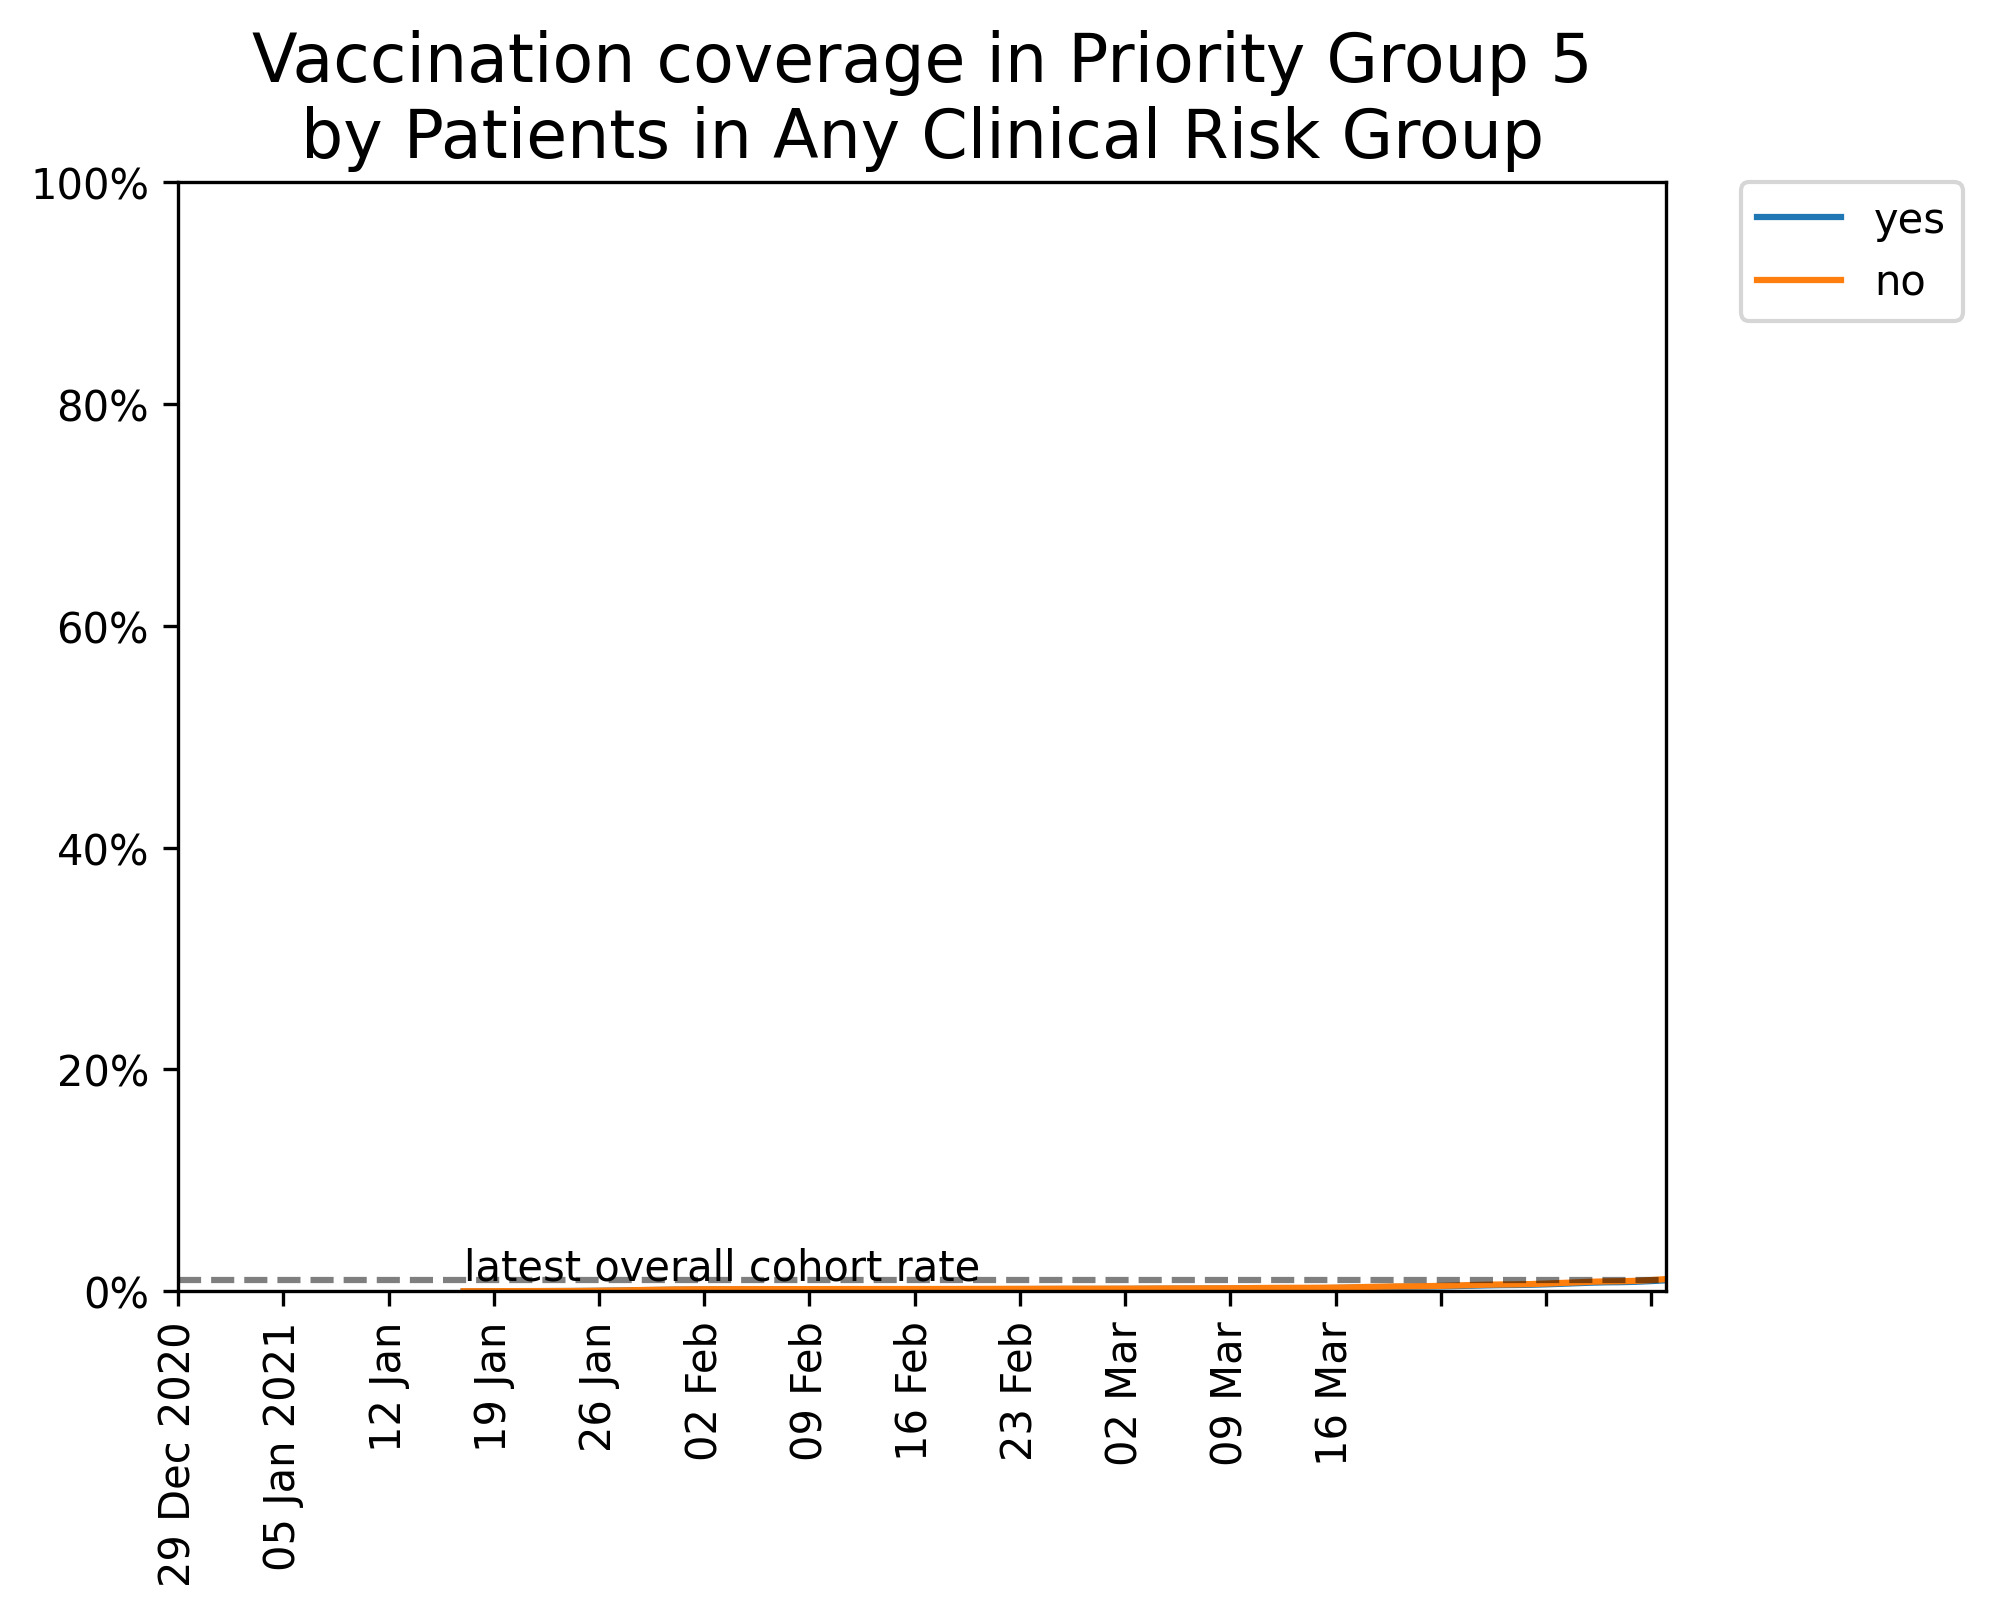 Vaccination coverage in Priority Group 5
by Patients in Any Clinical Risk Group
100%
80%
60%
40%
20%
0%
yes
no
latest overall cohort rate
29 Dec 2020
05 Jan 2021
12 Jan
19 Jan
26 Jan
02 Feb
09 Feb
16 Feb
23 Feb
02 Mar
09 Mar
16 Mar